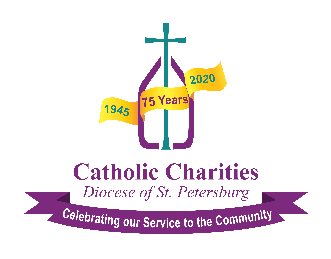 1945 75 Years 2020
Catholic Charities
Diocese of St. Petersburg
Celebrating our Service to the Community